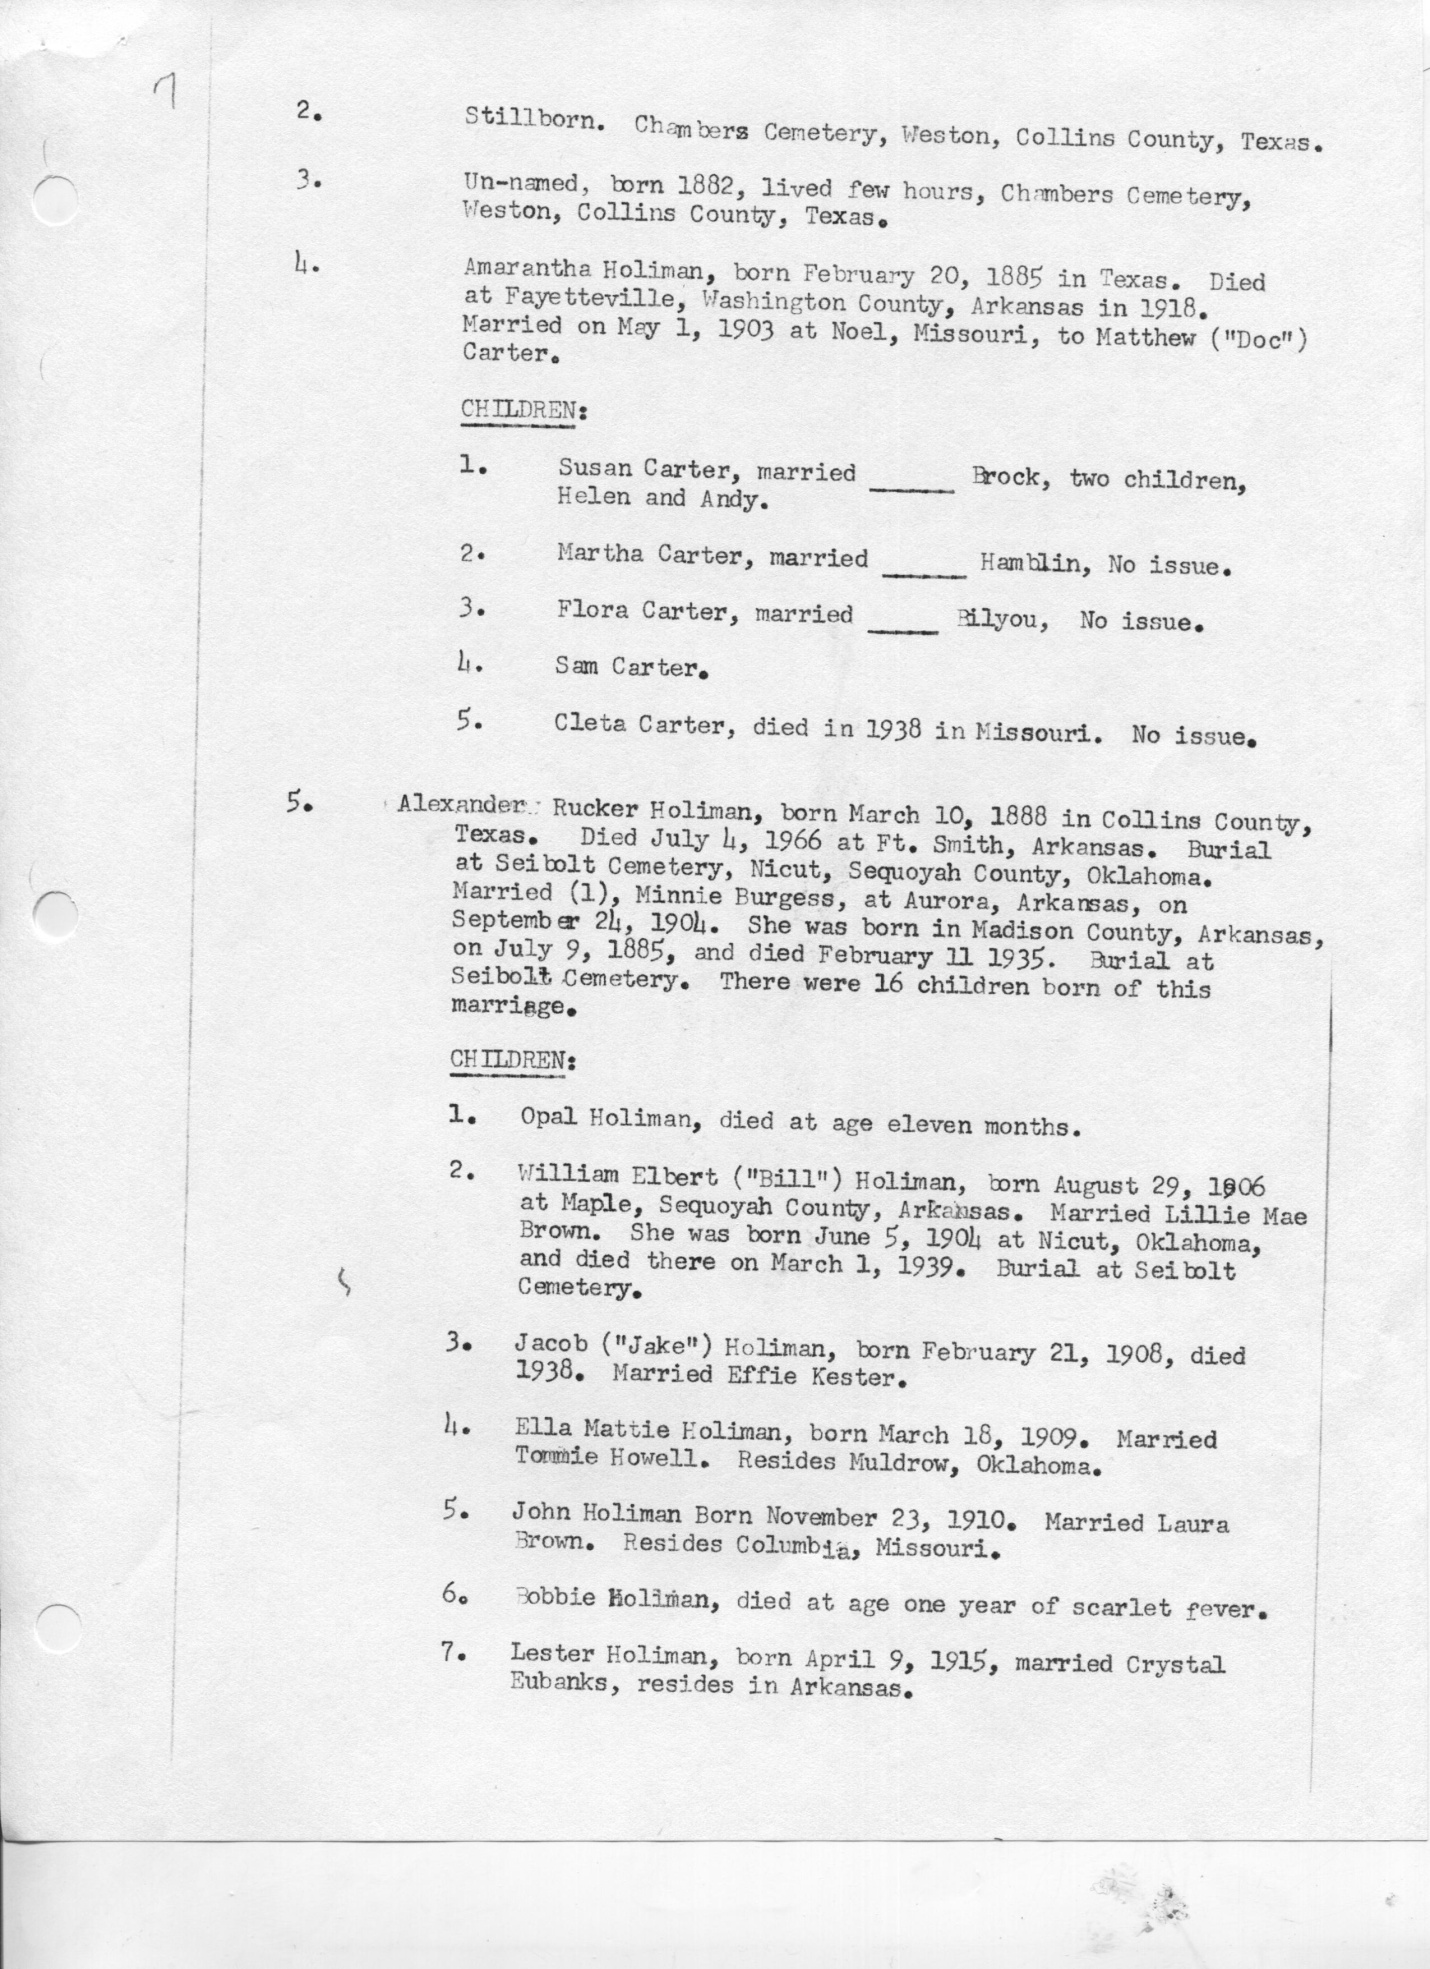 7
2. Stillborn. Chambers Cemetery, Weston, Collins County, Texas.
3. Un-named, born 1882, lived few hours, Chambers Cemetery,
Weston, Collins County, Texas.
4. Amarantha Holiman, born February 20, 1885 in Texas. Died
at Fayetteville, Washington County, Arkansas in 1918.
Married on May 1, 1903 at Noel, Missouri, to Matthew ("Doc")
Carter.
CHILDREN:
1. Susan Carter, married _____ Brock, two children,
Helen and Andy.
2. Martha Carter, married _____ Hamblin, No issue.
3. Flora Carter, married ____ Bilyou, No issue.
4. Sam Carter.
5. Cleta Carter, died in 1938 in Missouri. No issue.
5. Alexander Rucker Holiman, born March 10, 1888 in Collins County,
Texas. Died July 4, 1966 at Ft. Smith, Arkansas. Burial
at Seibolt Cemetery, Nicut, Sequoyah County, Oklahoma.
Married (1), Minnie Burgess, at Aurora, Arkansas, on
September 24, 1904. She was born in Madison County, Arkansas,
on July 9, 1885, and died February 11 1935. Burial at
Seibolt Cemetery. There were 16 children born of this
marriage.
CHILDREN:
1. Opal Holiman, died at age eleven months.
2. William Elbert ("Bill") Holiman, born August 29, 1906
at Maple, Sequoyah County, Arkansas. Married Lillie Mae
Brown. She was born June 5, 1904 at Nicut, Oklahoma,
and died there on March 1, 1939. Burial at Seibolt
Cemetery.
3. Jacob ("Jake") Holiman, born February 21, 1908, died
1938. Married Effie Kester.
4. Ella Mattie Holiman, born March 18, 1909. Married
Tommie Howell. Resides Muldrow, Oklahoma.
5. John Holiman Born November 23, 1910. Married Laura
Brown. Resides Columbia, Missouri.
6. Bobbie Holiman, died at age one year of scarlet fever.
7. Lester Holiman, born April 9, 1915, married Crystal
Eubanks, resides in Arkansas.